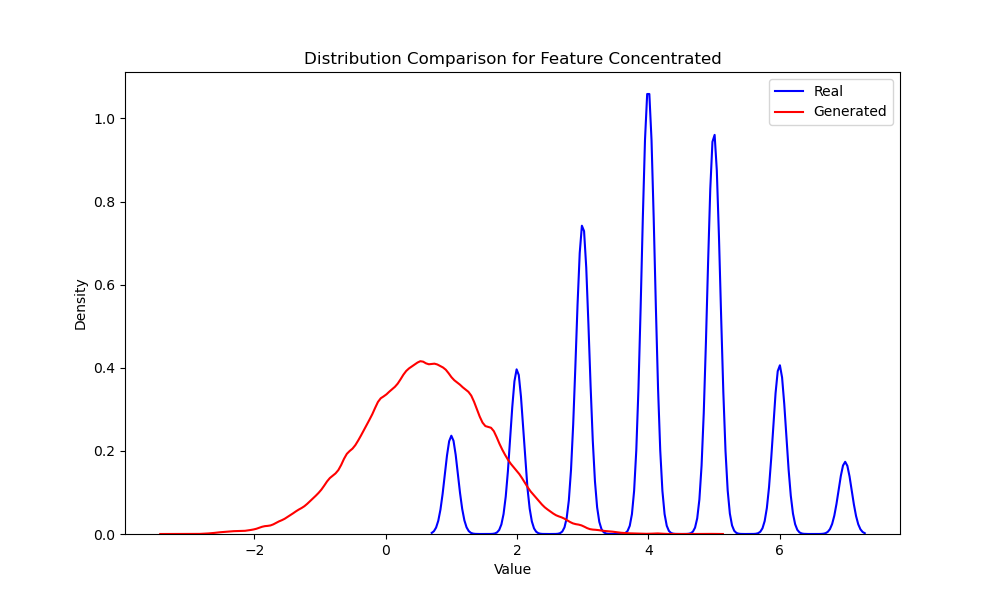 Distribution Comparison for Feature Concentrated
Real
Generated
1.0
0.8
0.6
0.4
0.2
0.0
Density
−2
0
2
4
6
Value